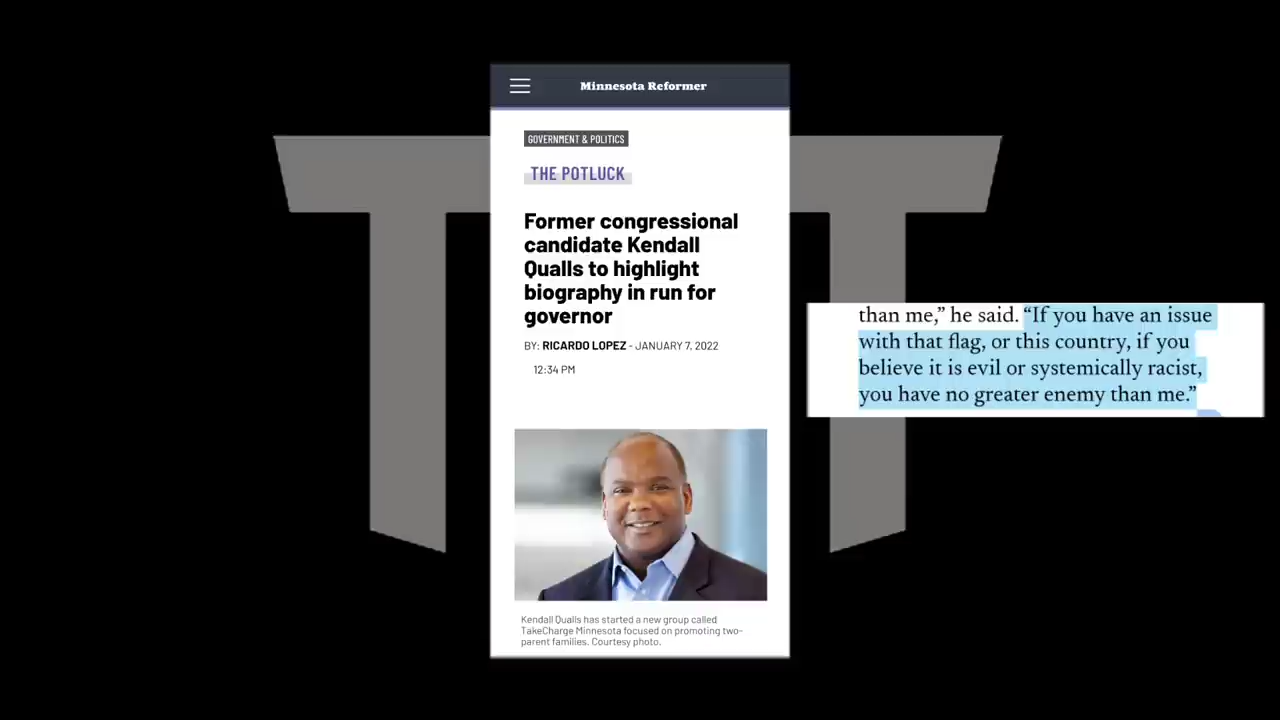 Minnesota Reformer
GOVERNMENT & POLITICS
THE POTLUCK
Former congressional
candidate Kendall
Qualls to highlight
biography in run for
governor
BY: RICARDO LOPEZ - JANUARY 7, 2022
12:34 PM
Kendall Qualls has started a new group called
TakeCharge Minnesota focused on promoting two-
parent families. Courtesy photo.
than me,” he said. “If you have an issue
with that flag, or this country, if you
believe it is evil or systemically racist,
you have no greater enemy than me.”